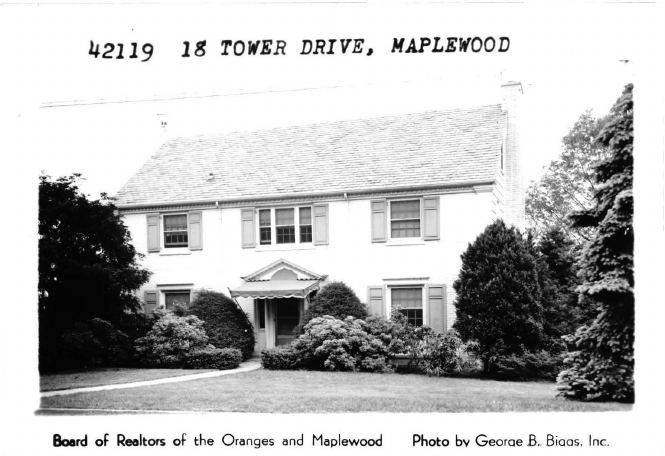 42119 18 TOWER DRIVE, MAPLEWOOD
Board of Realtors of the Oranges and Maplewood Photo by George B. Biggs, Inc.